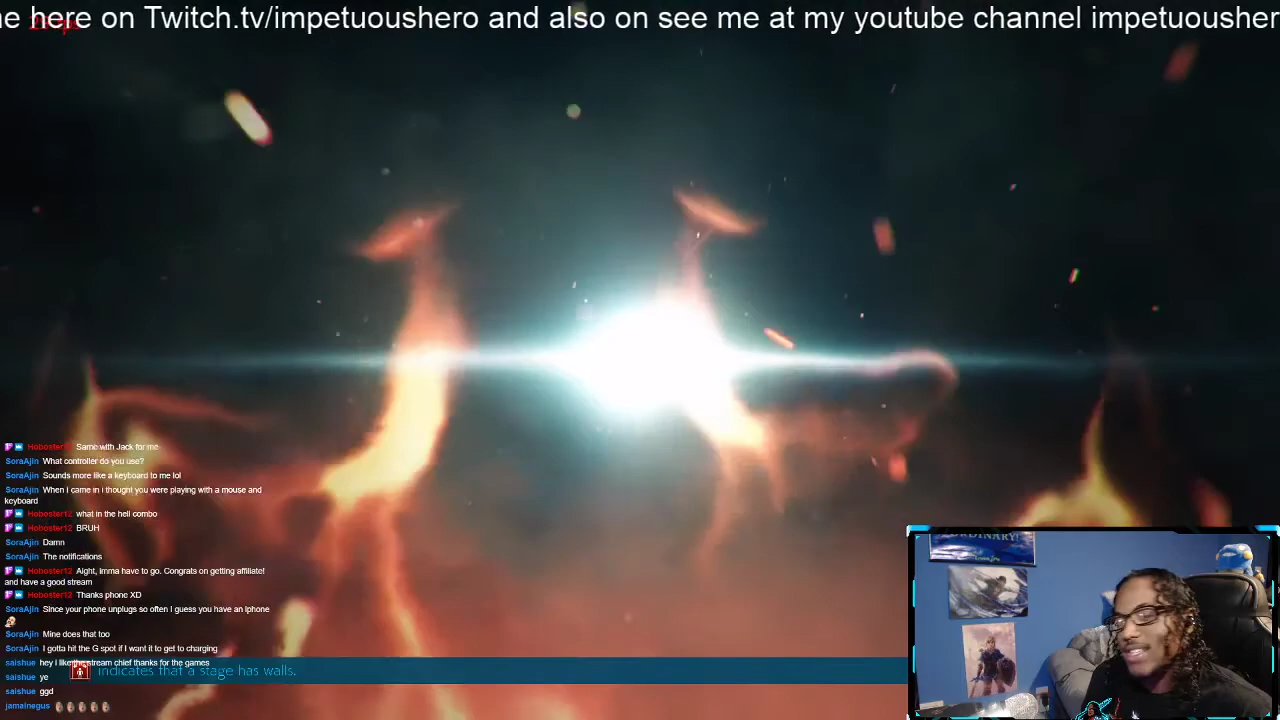 e here on Twitch.tv/impetuoushero and also on see me at my youtube channel impetuousher
Hoboster12 Same with Jack for me
SoraAjin What controller do you use?
SoraAjin Sounds more like a keyboard to me lol
SoraAjin When i came in i thought you were playing with a mouse and
keyboard
Hoboster12 what in the hell combo
Hoboster12 BRUH
SoraAjin Damn
SoraAjin The notifications
Hoboster12 Aight, Imma have to go. Congrats on getting affiliate!
and have a good stream
Hoboster12 Thanks phone XD
SoraAjin Since your phone unplugs so often I guess you have an Iphone
SoraAjin Mine does that too
SoraAjin I gotta hit the G spot if I want it to get to charging
saishue hey i like the stream chief thanks for the games
indicates that a stage has walls.
saishue ye
saishue ggd
jamalnegus
ORDINARY!